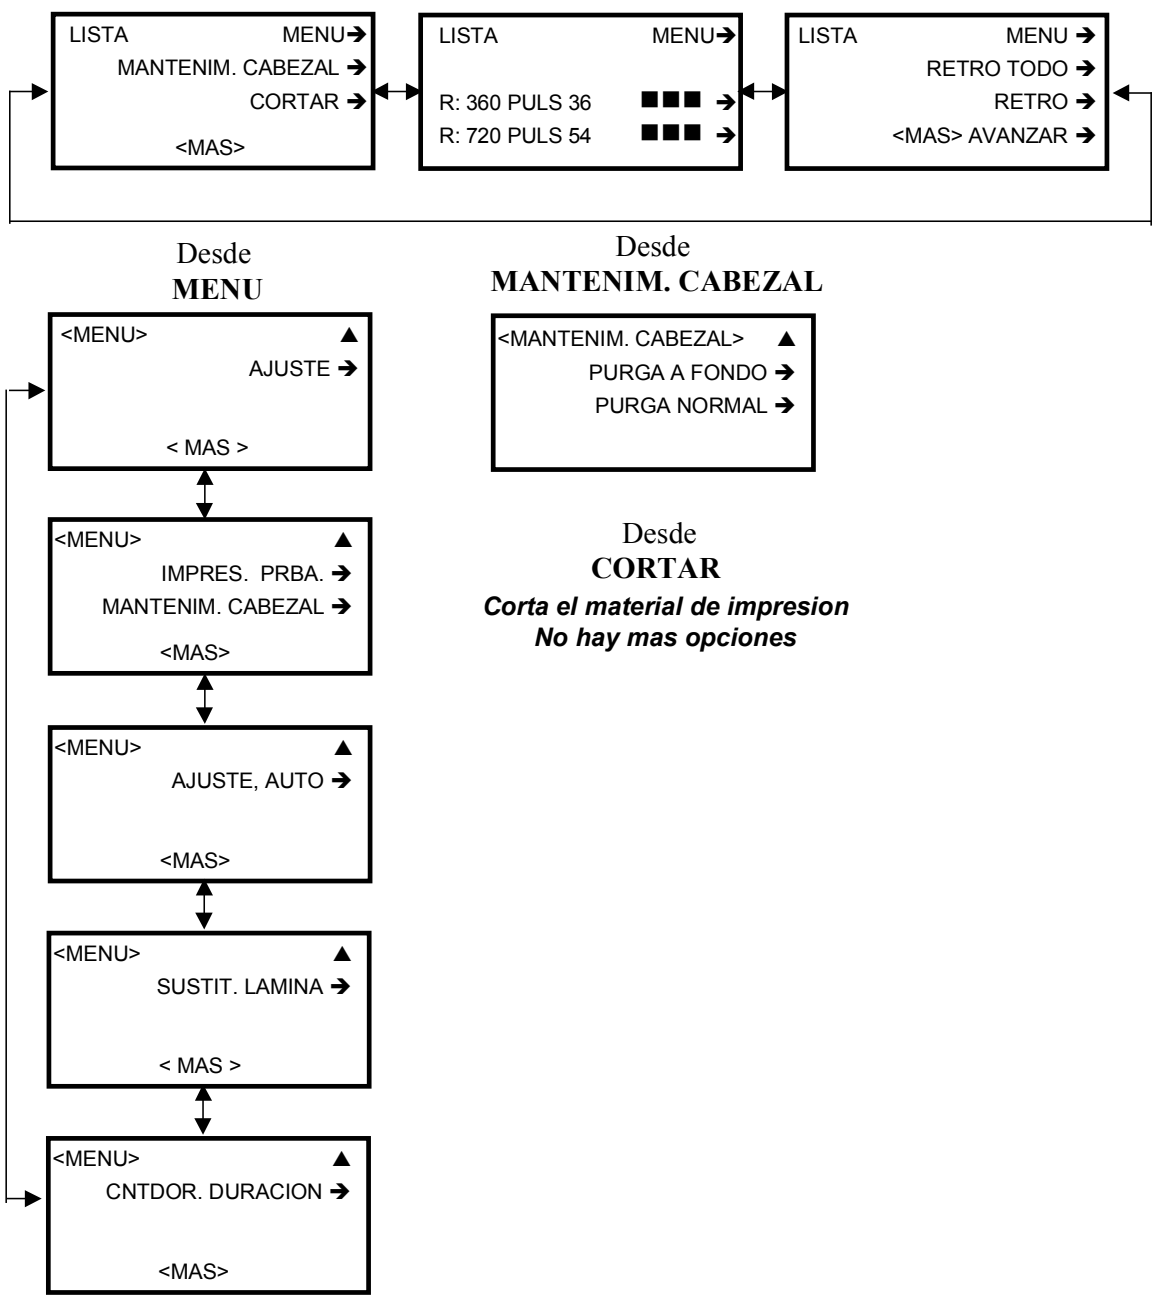 LISTA MENU➔
MANTENIM. CABEZAL ➔
CORTAR ➔
<MAS>
LISTA MENU➔
R: 360 PULS 36 ■■■ ➔
R: 720 PULS 54 ■■■ ➔
LISTA MENU ➔
RETRO TODO ➔
RETRO ➔
<MAS> AVANZAR ➔
Desde
MENU
<MENU> ▲
AJUSTE ➔
< MAS >
<MENU> ▲
IMPRES. PRBA. ➔
MANTENIM. CABEZAL ➔
<MAS>
<MENU> ▲
AJUSTE, AUTO ➔
<MAS>
<MENU> ▲
SUSTIT. LAMINA ➔
< MAS >
<MENU> ▲
CNTDOR. DURACION ➔
<MAS>
Desde
MANTENIM. CABEZAL
<MANTENIM. CABEZAL> ▲
PURGA A FONDO ➔
PURGA NORMAL ➔
Desde
CORTAR
Corta el material de impresion
No hay mas opciones